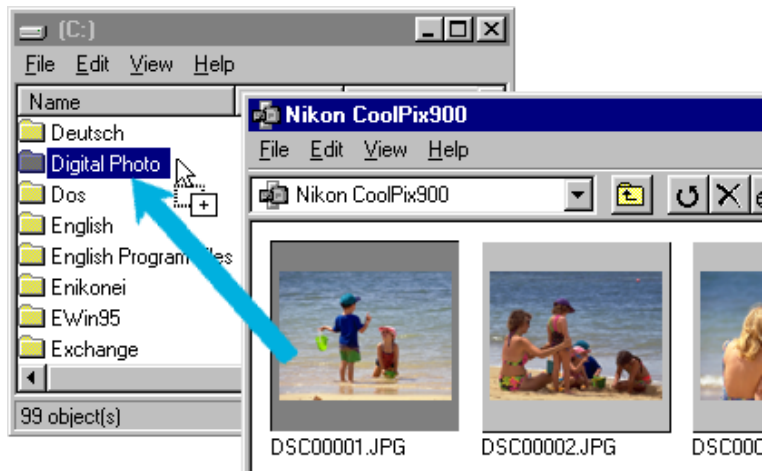 (C:)
File Edit View Help
Name
Deutsch
Digital Photo
Dos
English
English Program
Enikonei
EWin95
Exchange
99 object(s)
Nikon CoolPix900
File Edit View Help
Nikon CoolPix900
DSC00001.JPG
DSC00002.JPG